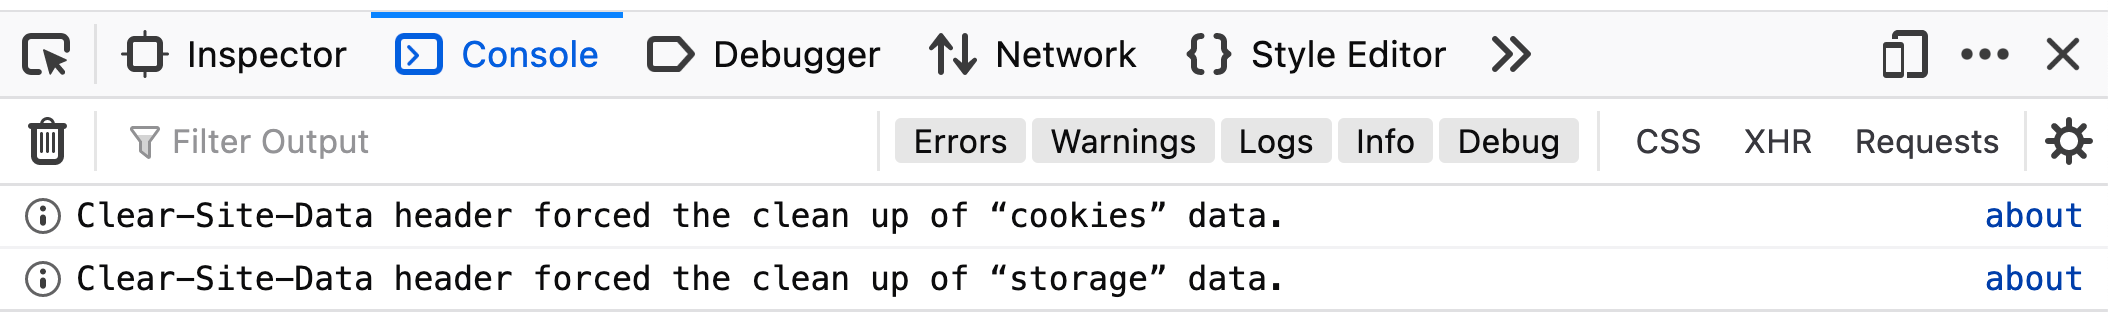 Inspector Console Debugger Network Style Editor
Filter Output Errors Warnings Logs Info Debug CSS XHR Requests
Clear-Site-Data header forced the clean up of “cookies” data. about
Clear-Site-Data header forced the clean up of “storage” data. about